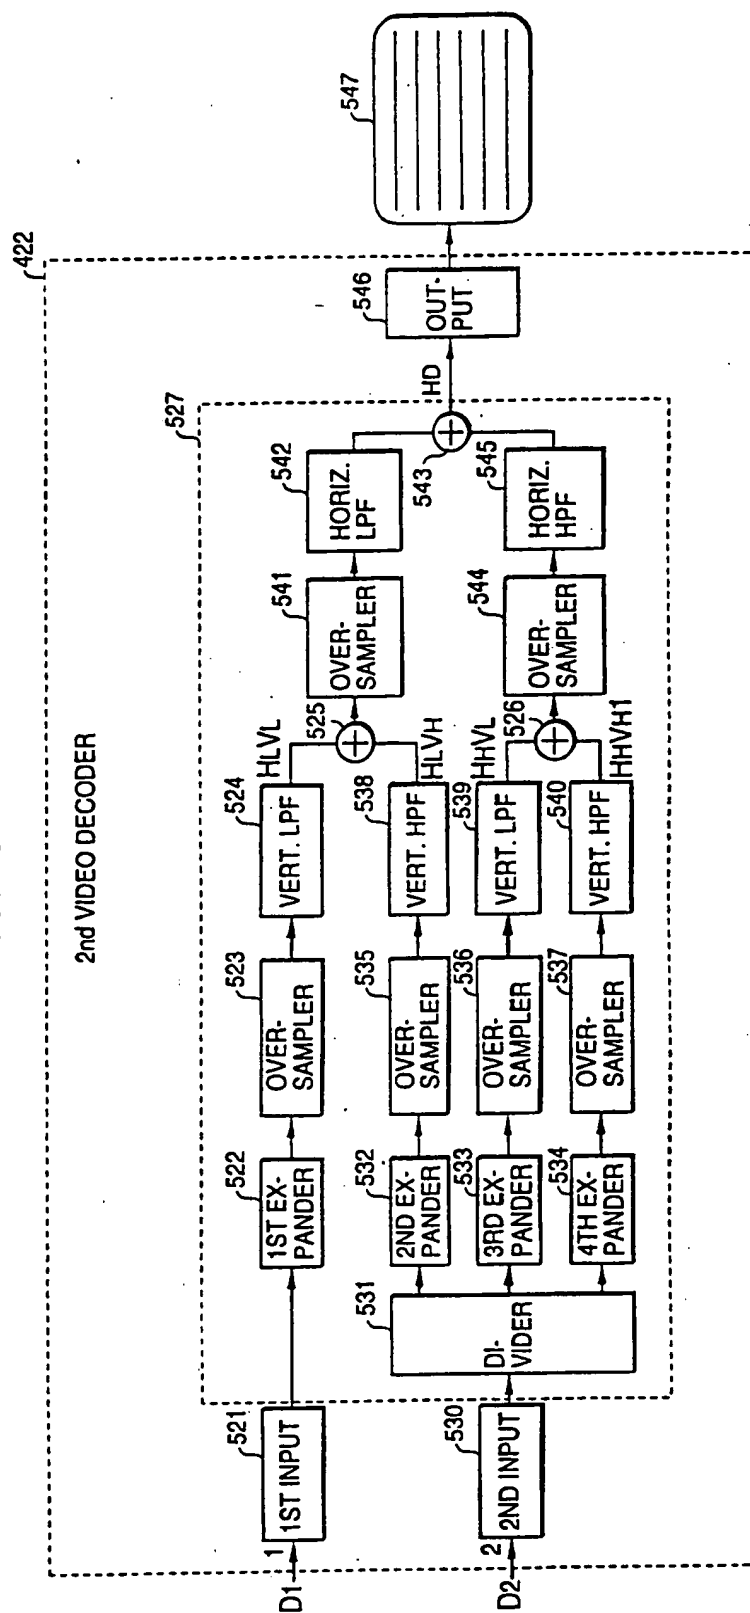 2nd VIDEO DECODER
422
527
D1
1
521
1ST INPUT
522
1ST EX-
PANDER
523
OVER-
SAMPLER
524
VERT. LPF
HLVL
525
541
OVER-
SAMPLER
542
HORIZ.
LPF
D2
2
530
2ND INPUT
531
DI-
VIDER
532
2ND EX-
PANDER
535
OVER-
SAMPLER
538
VERT. HPF
HLVH
533
3RD EX-
PANDER
536
OVER-
SAMPLER
539
VERT. LPF
HHVL
526
534
4TH EX-
PANDER
537
OVER-
SAMPLER
540
VERT. HPF
HHVH1
544
OVER-
SAMPLER
545
HORIZ.
HPF
543
HD
546
OUT-
PUT
547